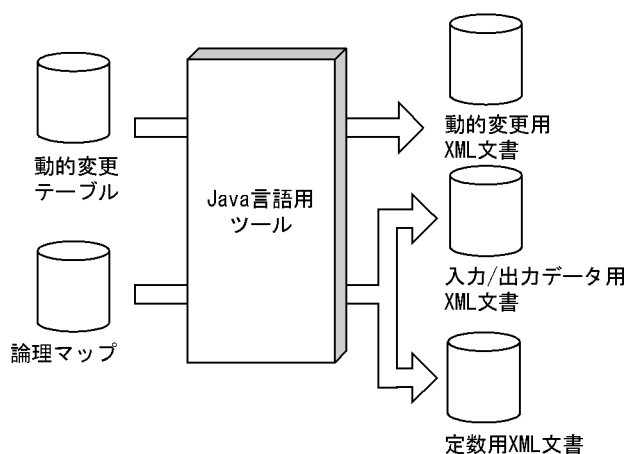 動的変更
テーブル
論理マップ
Java言語用
ツール
動的変更用
XML文書
入力/出力データ用
XML文書
定数用XML文書